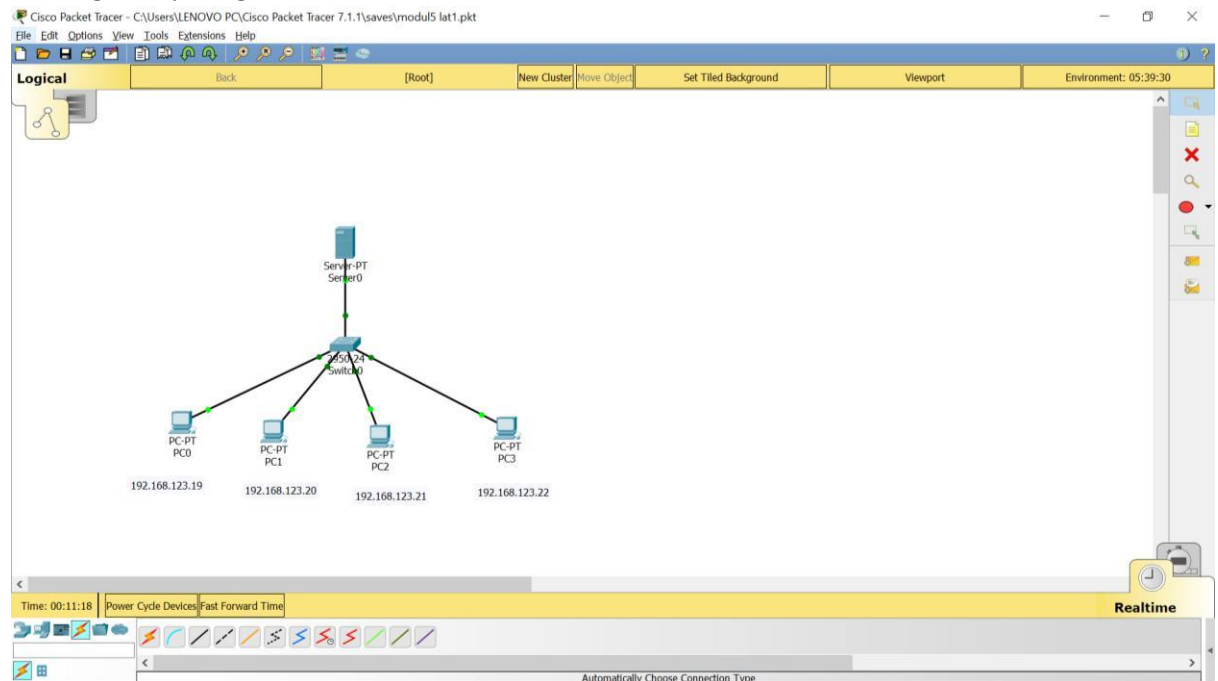 Cisco Packet Tracer - C:\Users\LENOVO PC\Cisco Packet Tracer 7.1.1\saves\modul5 lat1.pkt
File Edit Options View Tools Extensions Help
Logical Back [Root] New Cluster Move Object Set Tiled Background Viewport Environment: 05:39:30
Server-PT
Server0
2950-24
Switch0
PC-PT
PC0
PC-PT
PC1
PC-PT
PC2
PC-PT
PC3
192.168.123.19
192.168.123.20
192.168.123.21
192.168.123.22
Time: 00:11:18 Power Cycle Devices Fast Forward Time Realtime
Automatically Choose Connection Type